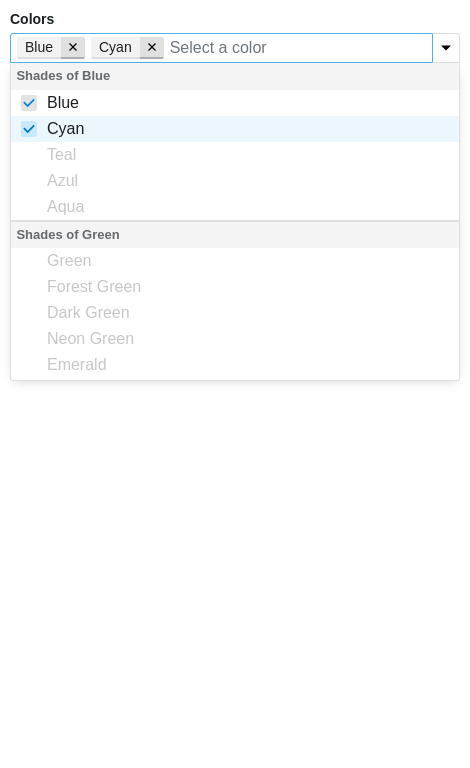 Colors
Blue Cyan Select a color
Shades of Blue
Blue
Cyan
Teal
Azul
Aqua
Shades of Green
Green
Forest Green
Dark Green
Neon Green
Emerald